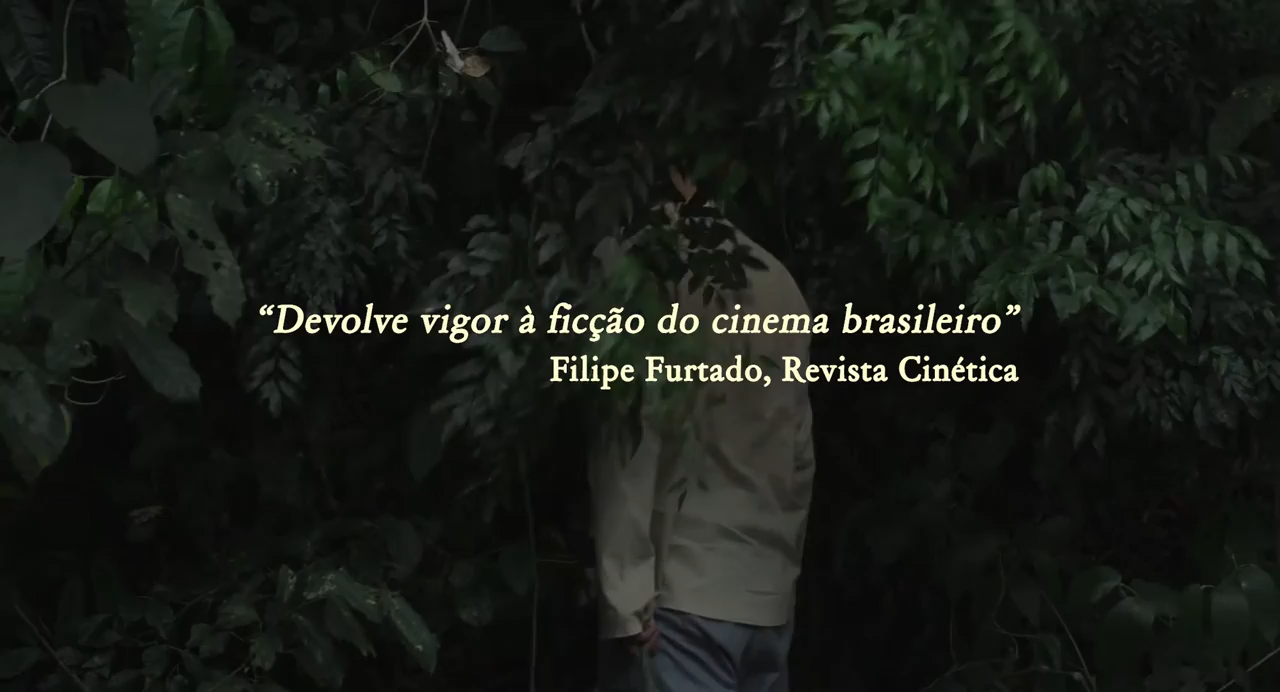 “Devolve vigor à ficção do cinema brasileiro”
Filipe Furtado, Revista Cinética